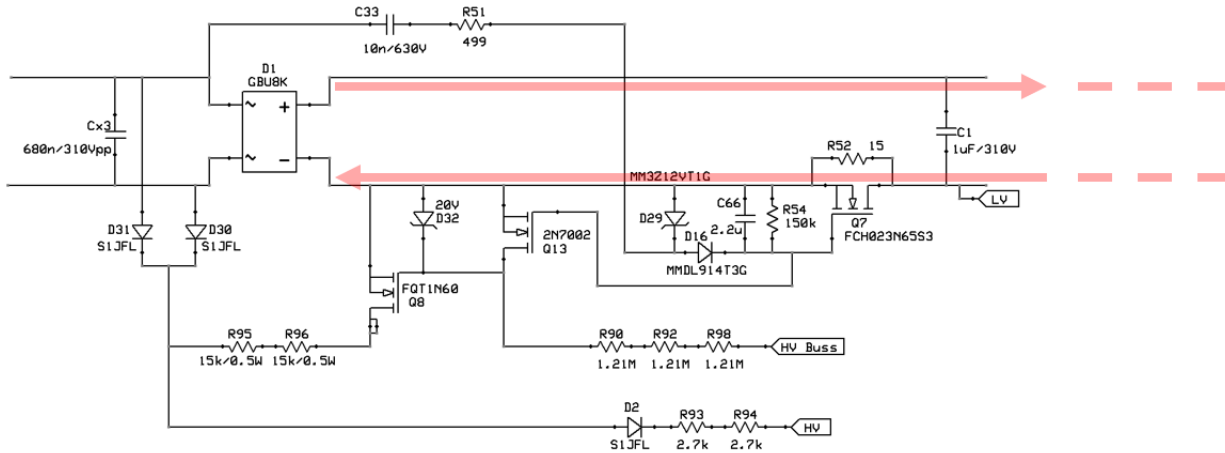 C33
10n/630V
R51
499
D1
GBU8K
~
+
~
-
Cx3
680n/310Vpp
C1
1uF/310V
R52 15
MM3Z12VT1G
LV
20V
D32
2N7002
Q13
D29
C66
2.2u
R54
150k
Q7
FCH023N65S3
D16
MMDL914T3G
D31
S1JFL
D30
S1JFL
FQT1N60
Q8
R95
15k/0.5W
R96
15k/0.5W
R90
1.21M
R92
1.21M
R98
1.21M
HV Buss
D2
S1JFL
R93
2.7k
R94
2.7k
HV